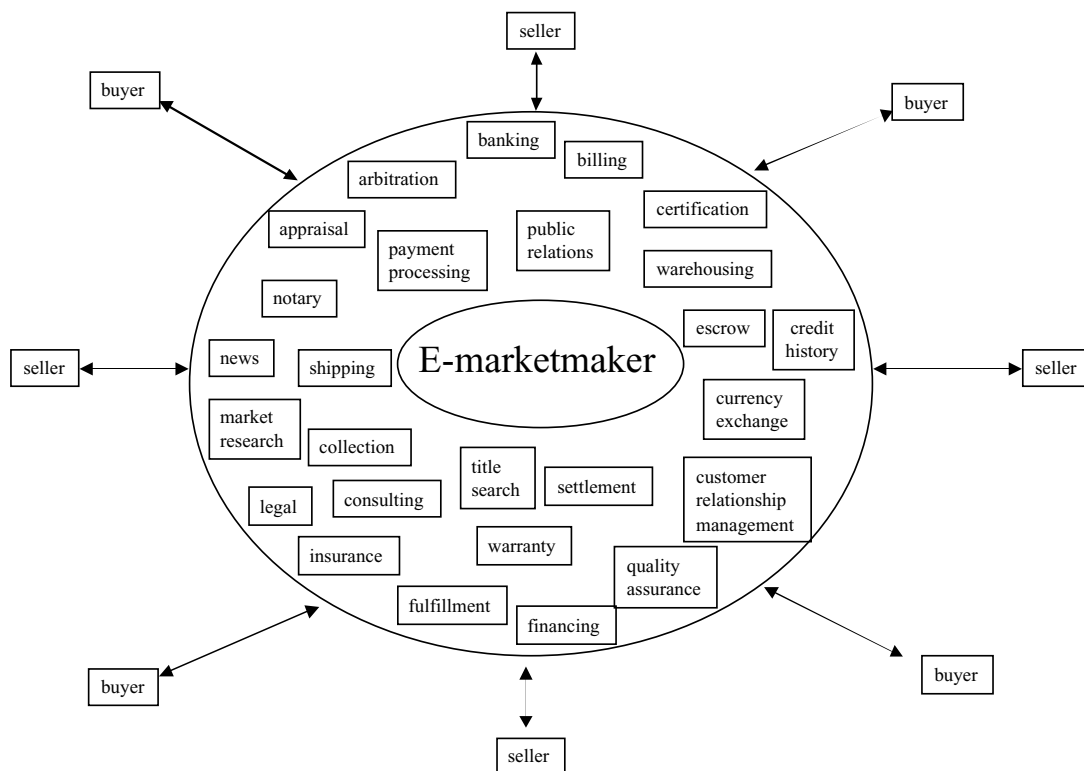 seller
buyer
buyer
banking
billing
arbitration
certification
appraisal
public
relations
payment
processing
warehousing
notary
escrow
credit
history
E-marketmaker
news
shipping
seller
seller
currency
exchange
market
research
collection
title
search
settlement
customer
relationship
management
legal
consulting
insurance
warranty
quality
assurance
fulfillment
financing
buyer
buyer
seller